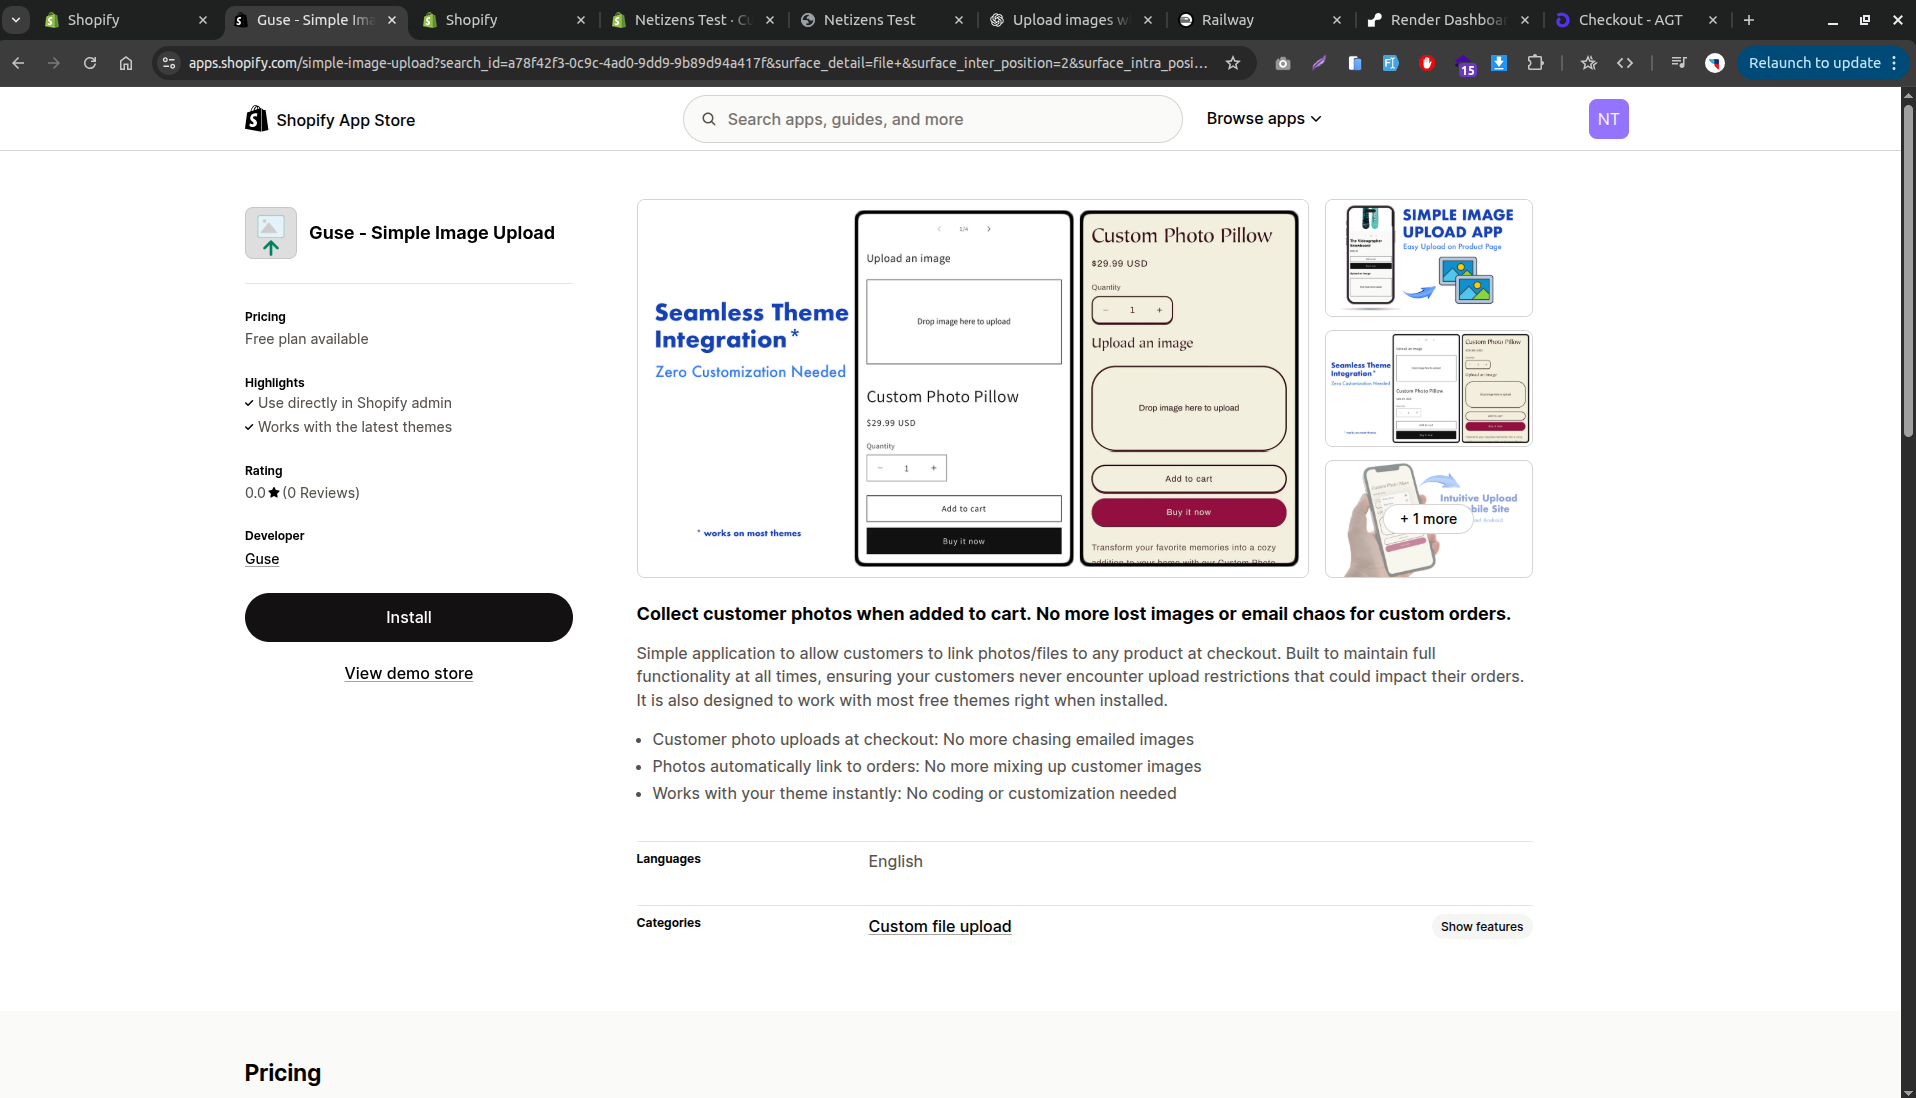 Shopify
Guse - Simple Ima
Shopify
Netizens Test · Cu
Netizens Test
Upload images w
Railway
Render Dashboar
Checkout - AGT
apps.shopify.com/simple-image-upload?search_id=a78f42f3-0c9c-4ad0-9dd9-9b89d94a417f&surface_detail=file+&surface_inter_position=2&surface_intra_posi...
15
Relaunch to update
Shopify App Store
Search apps, guides, and more
Browse apps
NT
Guse - Simple Image Upload
Pricing
Free plan available
Highlights
Use directly in Shopify admin
Works with the latest themes
Rating
0.0 (0 Reviews)
Developer
Guse
Install
View demo store
Seamless Theme
Integration*
Zero Customization Needed
* works on most themes
1/4
Upload an image
Drop image here to upload
Custom Photo Pillow
$29.99 USD
Quantity
− 1 +
Add to cart
Buy it now
Custom Photo Pillow
$29.99 USD
Quantity
− 1 +
Upload an image
Drop image here to upload
Add to cart
Buy it now
Transform your favorite memories into a cozy
addition to your home with our Custom Photo
SIMPLE IMAGE
UPLOAD APP
Easy Upload on Product Page
Seamless Theme
Integration*
Zero Customization Needed
Custom Photo Pillow
Custom Photo Pillow
Intuitive Upload
+ 1 more
Collect customer photos when added to cart. No more lost images or email chaos for custom orders.
Simple application to allow customers to link photos/files to any product at checkout. Built to maintain full
functionality at all times, ensuring your customers never encounter upload restrictions that could impact their orders.
It is also designed to work with most free themes right when installed.
• Customer photo uploads at checkout: No more chasing emailed images
• Photos automatically link to orders: No more mixing up customer images
• Works with your theme instantly: No coding or customization needed
Languages
English
Categories
Custom file upload
Show features
Pricing